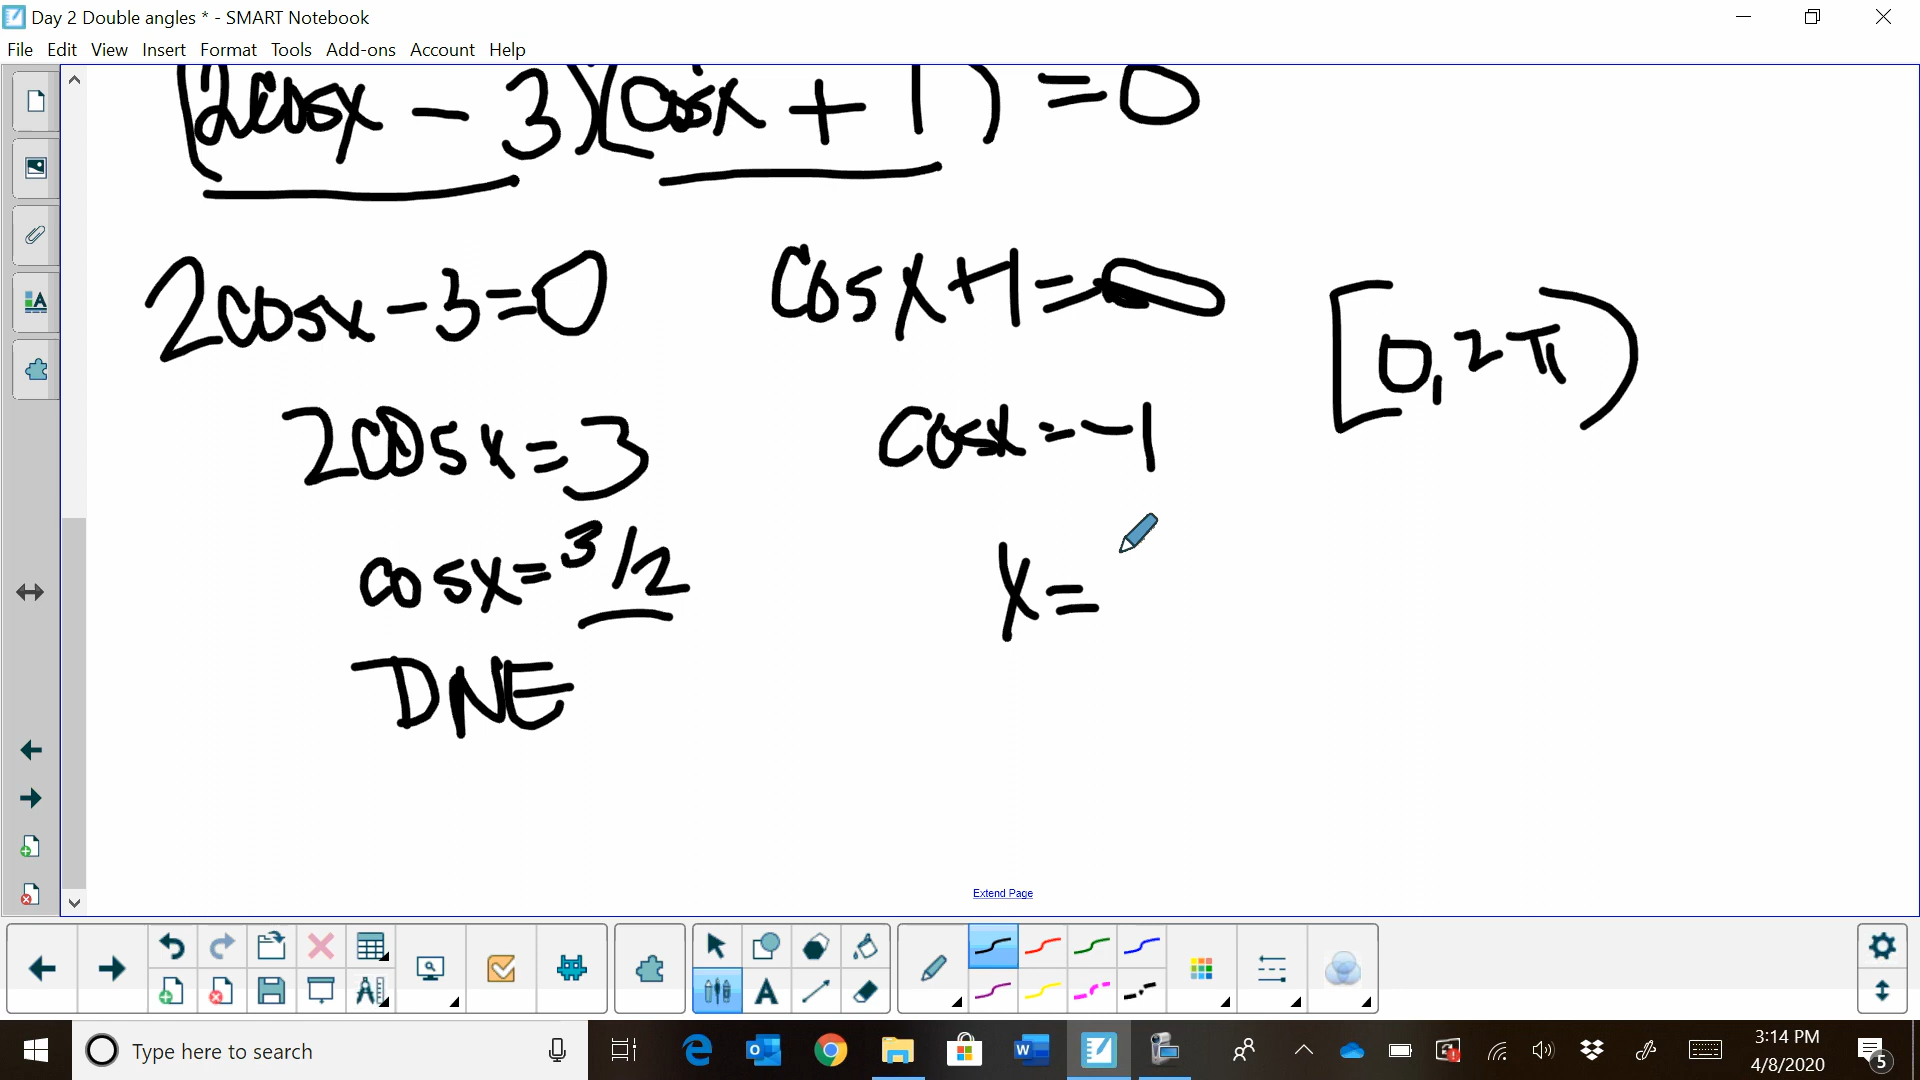 Day 2 Double angles * - SMART Notebook
File Edit View Insert Format Tools Add-ons Account Help
(2cosx - 3)(cosx + 1) = 0
2cosx - 3 = 0
cosx + 1 = 0
[0, 2π)
2cosx = 3
cosx = -1
cosx = 3/2
x =
DNE
Extend Page
Type here to search
3:14 PM
4/8/2020
5